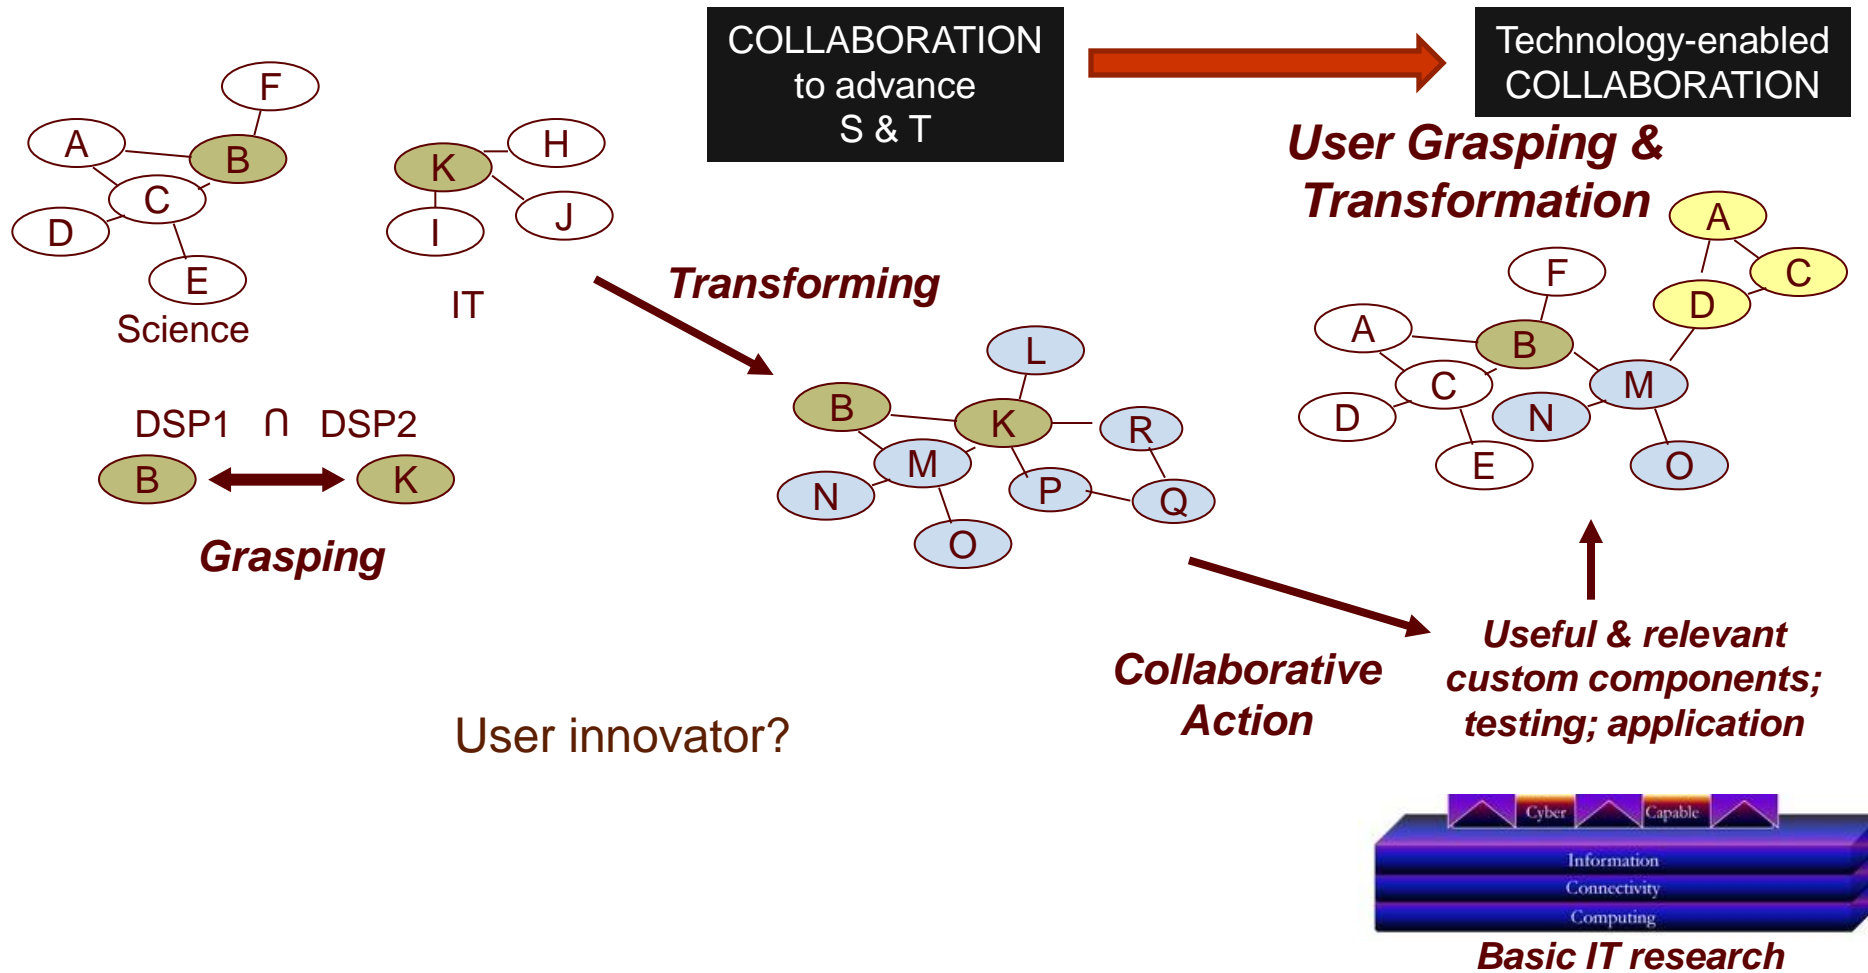 COLLABORATION
to advance
S & T
Technology-enabled
COLLABORATION
F
A
B
C
D
E
Science
K
H
I
J
IT
User Grasping &
Transformation
A
C
D
F
A
B
C
M
D
N
E
O
Transforming
L
B
K
R
M
N
P
Q
O
DSP1 ∩ DSP2
B
K
Grasping
Collaborative
Action
Useful & relevant
custom components;
testing; application
User innovator?
Cyber
Capable
Information
Connectivity
Computing
Basic IT research